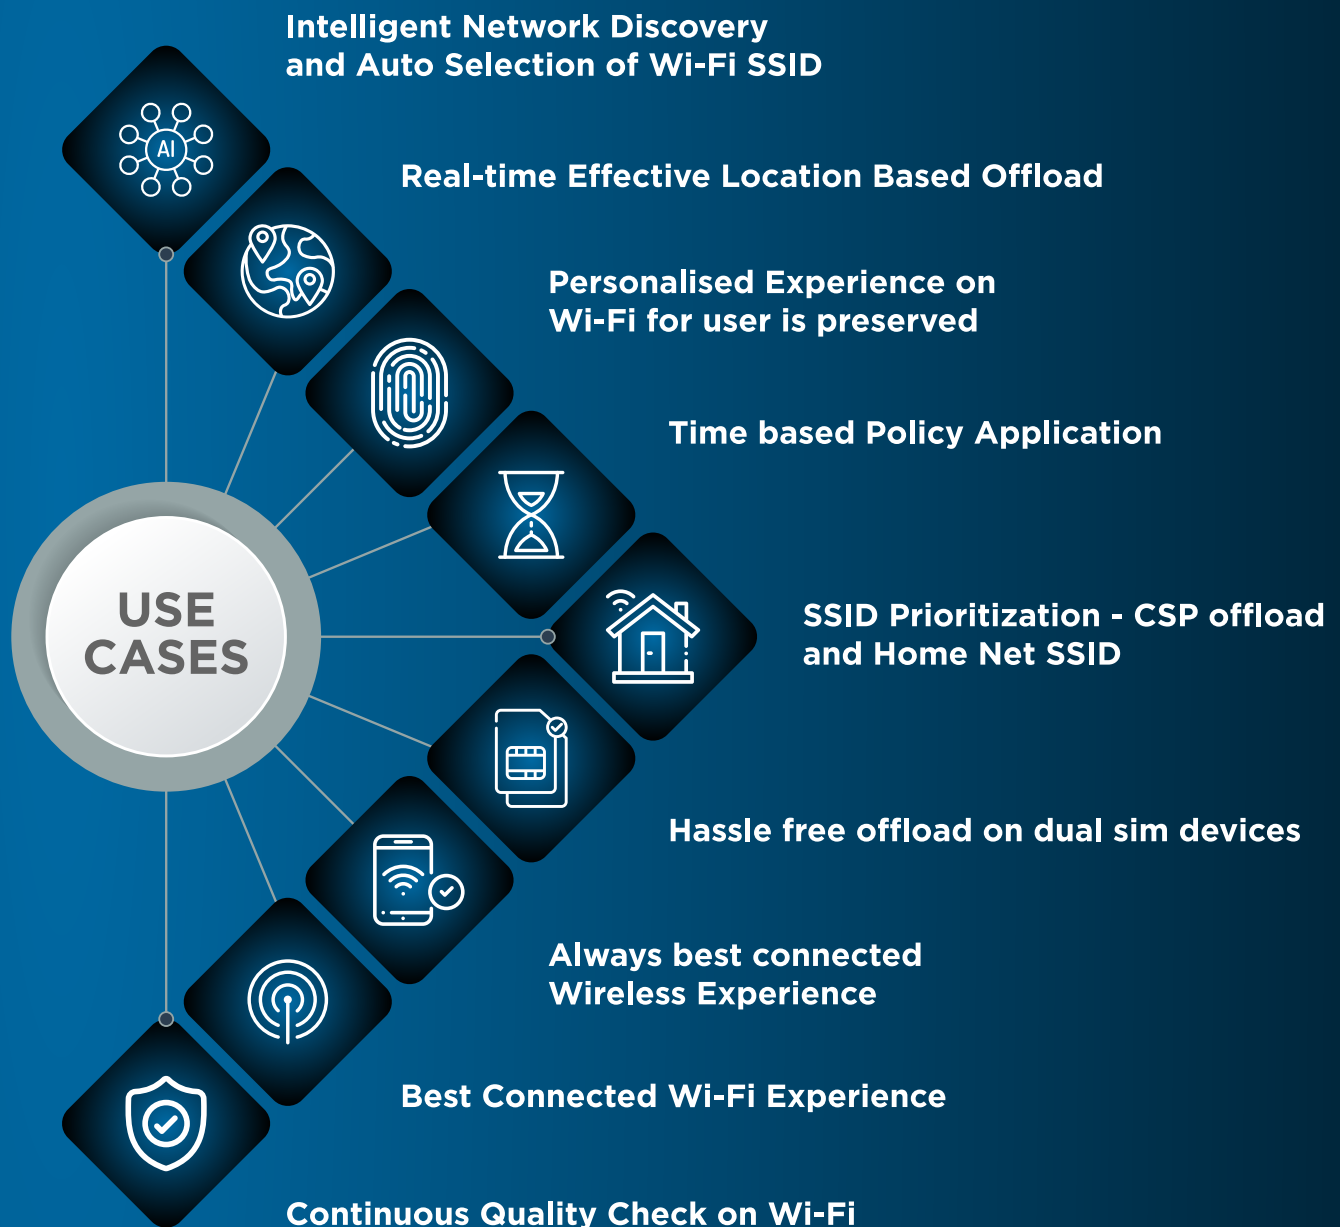 Intelligent Network Discovery
and Auto Selection of Wi-Fi SSID
AI
Real-time Effective Location Based Offload
Personalised Experience on
Wi-Fi for user is preserved
Time based Policy Application
USE
CASES
SSID Prioritization - CSP offload
and Home Net SSID
Hassle free offload on dual sim devices
Always best connected
Wireless Experience
Best Connected Wi-Fi Experience
Continuous Quality Check on Wi-Fi